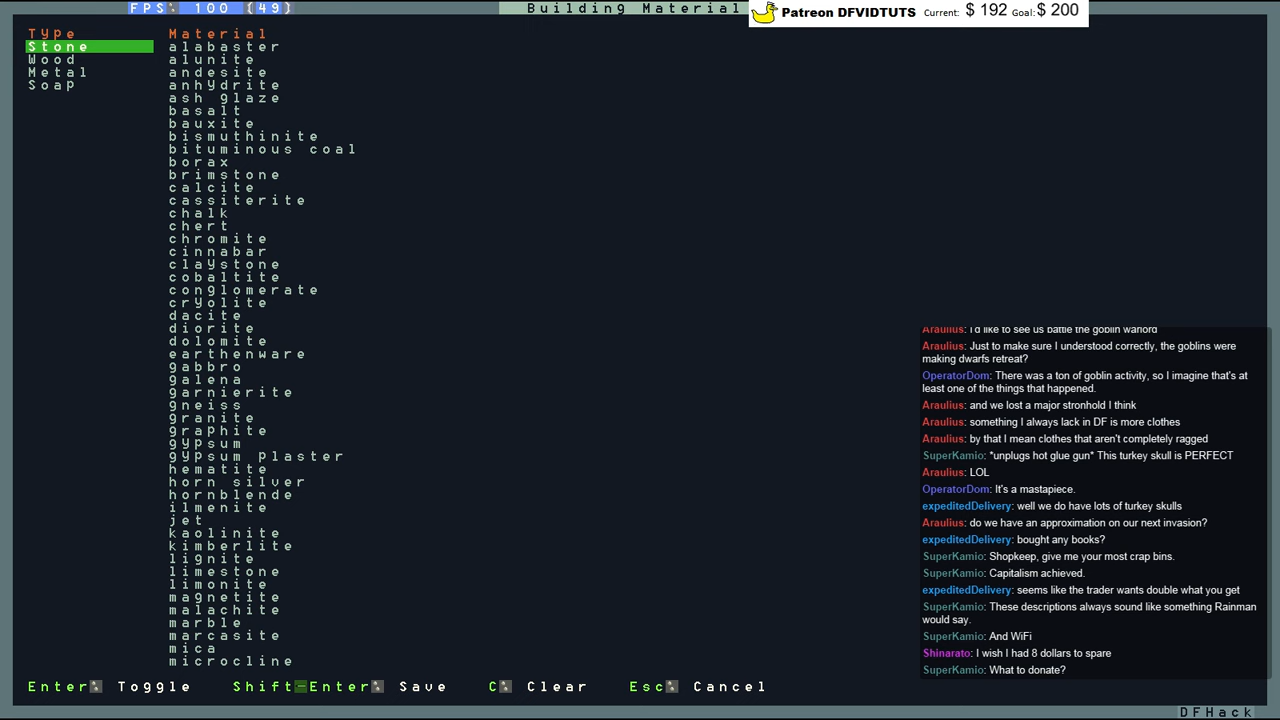 FPS: 100 (49)
Building Material
Patreon DFVIDTUTS Current: $ 192 Goal: $ 200
Type Material
Stone alabaster
Wood alunite
Metal andesite
Soap anhydrite
ash glaze
basalt
bauxite
bismuthinite
bituminous coal
borax
brimstone
calcite
cassiterite
chalk
chert
chromite
cinnabar
claystone
cobaltite
conglomerate
cryolite
dacite
diorite
dolomite
earthenware
gabbro
galena
garnierite
gneiss
granite
graphite
gypsum
gypsum plaster
hematite
horn silver
hornblende
ilmenite
jet
kaolinite
kimberlite
lignite
limestone
limonite
magnetite
malachite
marble
marcasite
mica
microcline
Enter: Toggle Shift-Enter: Save C: Clear Esc: Cancel
DFHack
Araulius: I'd like to see us battle the goblin warlord
Araulius: Just to make sure I understood correctly, the goblins were
making dwarfs retreat?
OperatorDom: There was a ton of goblin activity, so I imagine that's at
least one of the things that happened.
Araulius: and we lost a major stronhold I think
Araulius: something I always lack in DF is more clothes
Araulius: by that I mean clothes that aren't completely ragged
SuperKamio: *unplugs hot glue gun* This turkey skull is PERFECT
Araulius: LOL
OperatorDom: It's a mastapiece.
expeditedDelivery: well we do have lots of turkey skulls
Araulius: do we have an approximation on our next invasion?
expeditedDelivery: bought any books?
SuperKamio: Shopkeep, give me your most crap bins.
SuperKamio: Capitalism achieved.
expeditedDelivery: seems like the trader wants double what you get
SuperKamio: These descriptions always sound like something Rainman
would say.
SuperKamio: And WiFi
Shinarato: I wish I had 8 dollars to spare
SuperKamio: What to donate?